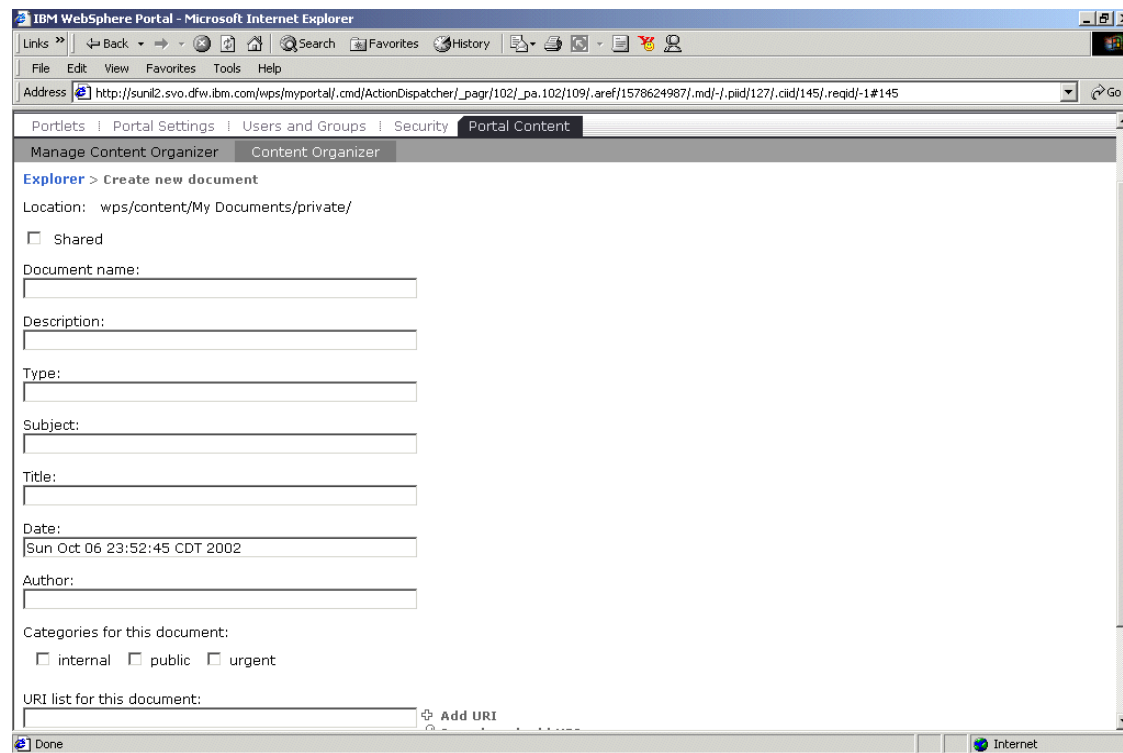 IBM WebSphere Portal - Microsoft Internet Explorer
Links » Back Search Favorites History
File Edit View Favorites Tools Help
Address http://sunil2.svo.dfw.ibm.com/wps/myportal/.cmd/ActionDispatcher/_pagr/102/_pa.102/109/.aref/1578624987/.md/-/.piid/127/.ciid/145/.reqid/-1#145 Go
Portlets | Portal Settings | Users and Groups | Security Portal Content
Manage Content Organizer Content Organizer
Explorer > Create new document
Location: wps/content/My Documents/private/
Shared
Document name:
Description:
Type:
Subject:
Title:
Date:
Sun Oct 06 23:52:45 CDT 2002
Author:
Categories for this document:
internal public urgent
URI list for this document:
Add URI
Done Internet